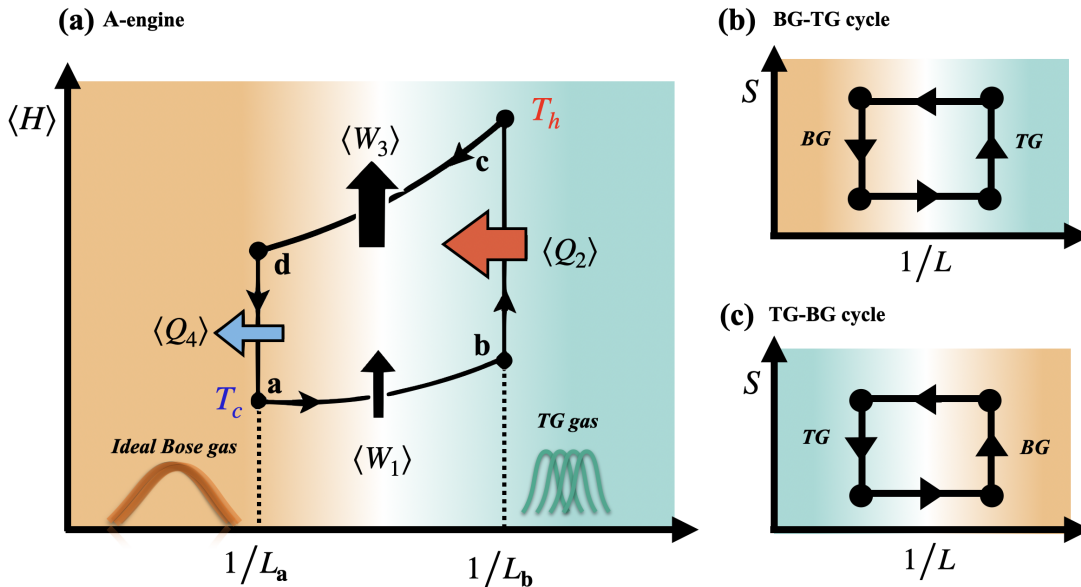 (a) A-engine
⟨H⟩
T_h
⟨W_3⟩
c
d
⟨Q_2⟩
⟨Q_4⟩
b
a
T_c
Ideal Bose gas
⟨W_1⟩
TG gas
1/L_a
1/L_b
(b) BG-TG cycle
S
BG
TG
1/L
(c) TG-BG cycle
S
TG
BG
1/L